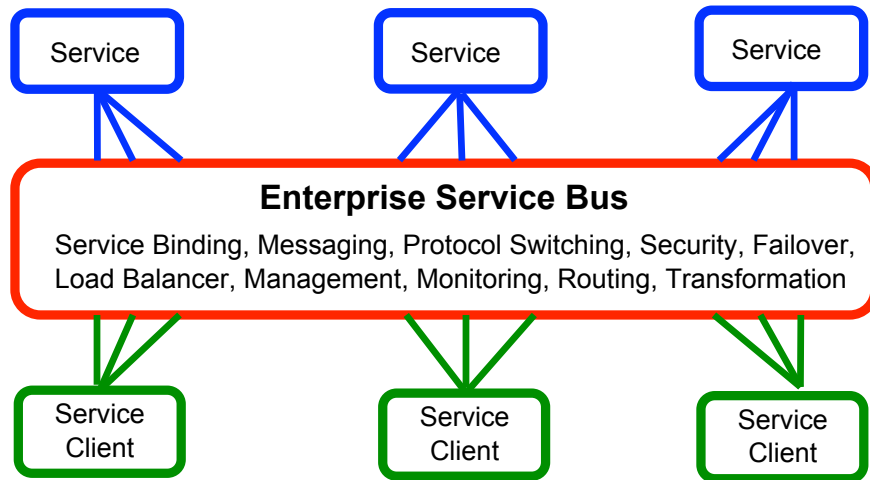 Service
Service
Service
Enterprise Service Bus
Service Binding, Messaging, Protocol Switching, Security, Failover,
Load Balancer, Management, Monitoring, Routing, Transformation
Service
Client
Service
Client
Service
Client